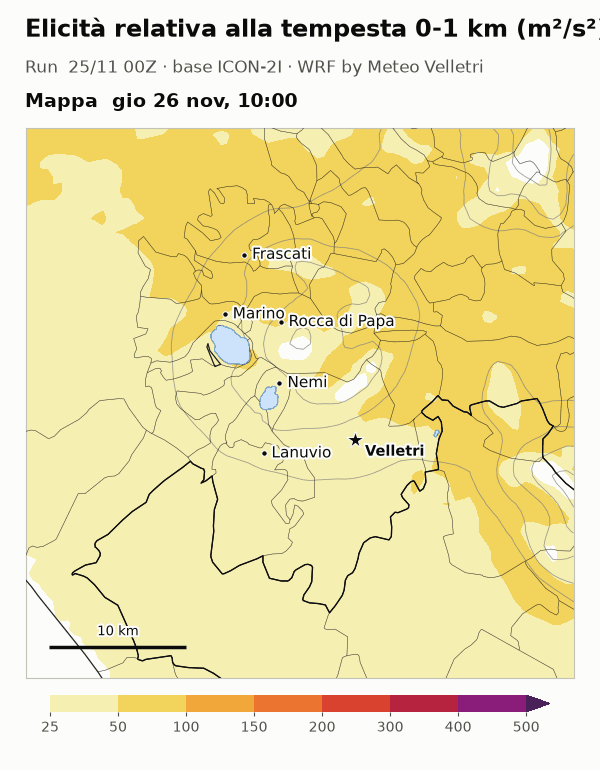 Elicità relativa alla tempesta 0-1 km (m²/s²)
Run 25/11 00Z · base ICON-2I · WRF by Meteo Velletri
Mappa gio 26 nov, 10:00
Frascati
Marino
Rocca di Papa
Nemi
Velletri
Lanuvio
10 km
25 50 100 150 200 300 400 500